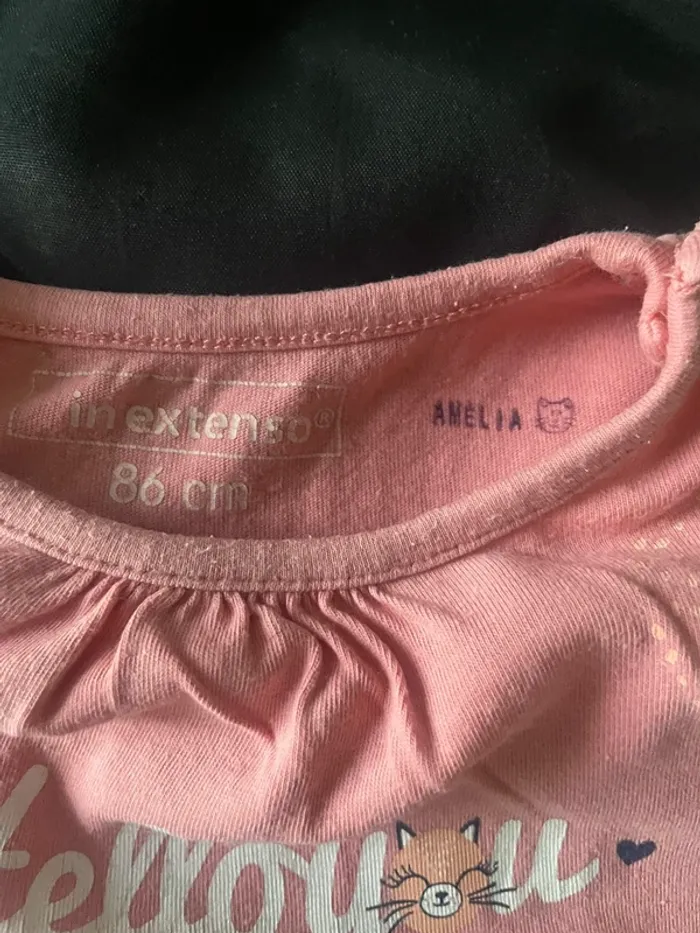 in extenso®
86 cm
AMELIA